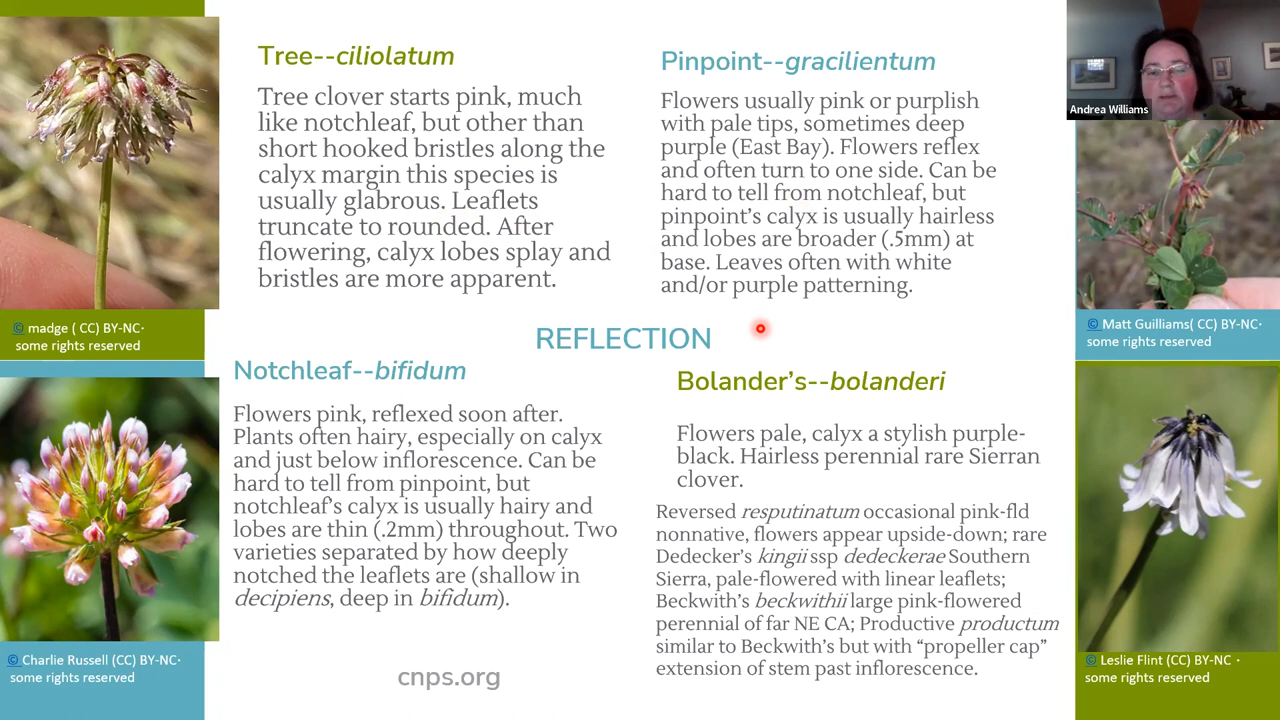 Tree--ciliolatum
Tree clover starts pink, much
like notchleaf, but other than
short hooked bristles along the
calyx margin this species is
usually glabrous. Leaflets
truncate to rounded. After
flowering, calyx lobes splay and
bristles are more apparent.
Pinpoint--gracilientum
Flowers usually pink or purplish
with pale tips, sometimes deep
purple (East Bay). Flowers reflex
and often turn to one side. Can be
hard to tell from notchleaf, but
pinpoint’s calyx is usually hairless
and lobes are broader (.5mm) at
base. Leaves often with white
and/or purple patterning.
Andrea Williams
© madge ( CC) BY-NC·
some rights reserved
© Matt Guilliams( CC) BY-NC·
some rights reserved
REFLECTION
Notchleaf--bifidum
Flowers pink, reflexed soon after.
Plants often hairy, especially on calyx
and just below inflorescence. Can be
hard to tell from pinpoint, but
notchleaf’s calyx is usually hairy and
lobes are thin (.2mm) throughout. Two
varieties separated by how deeply
notched the leaflets are (shallow in
decipiens, deep in bifidum).
Bolander’s--bolanderi
Flowers pale, calyx a stylish purple-
black. Hairless perennial rare Sierran
clover.
Reversed resputinatum occasional pink-fld
nonnative, flowers appear upside-down; rare
Dedecker’s kingii ssp dedeckerae Southern
Sierra, pale-flowered with linear leaflets;
Beckwith’s beckwithii large pink-flowered
perennial of far NE CA; Productive productum
similar to Beckwith’s but with “propeller cap”
extension of stem past inflorescence.
© Charlie Russell (CC) BY-NC·
some rights reserved
© Leslie Flint (CC) BY-NC ·
some rights reserved
cnps.org